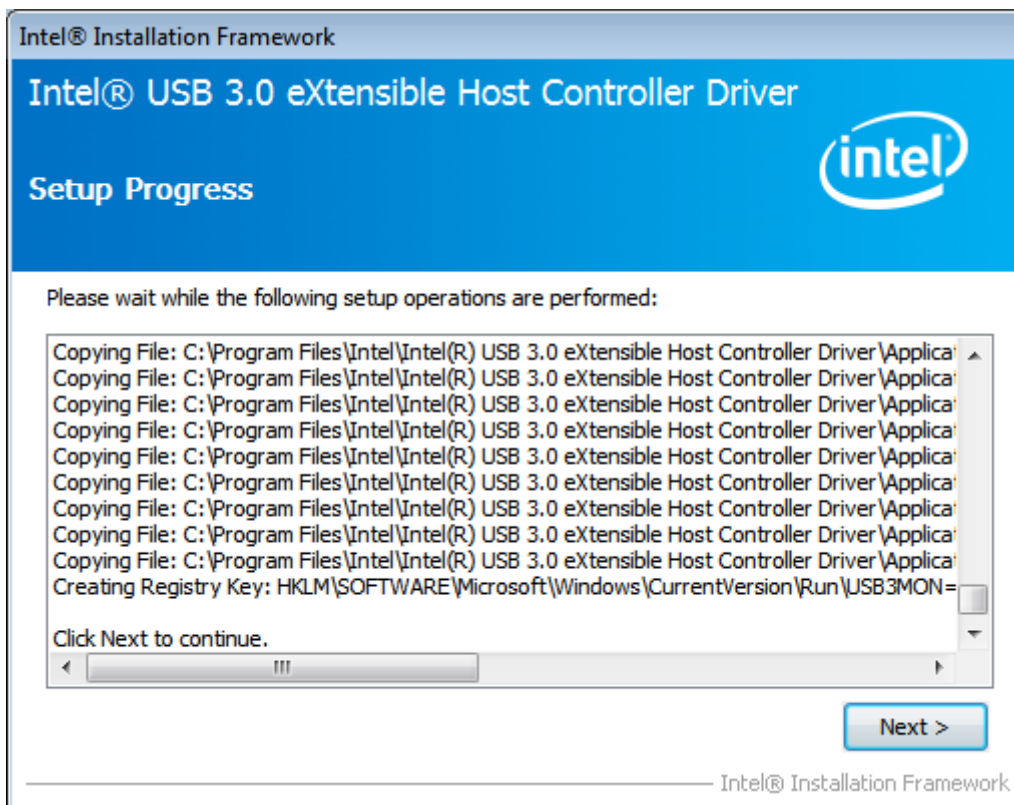 Intel® Installation Framework
Intel® USB 3.0 eXtensible Host Controller Driver
intel
Setup Progress
Please wait while the following setup operations are performed:
Copying File: C:\Program Files\Intel\Intel(R) USB 3.0 eXtensible Host Controller Driver\Applicat
Copying File: C:\Program Files\Intel\Intel(R) USB 3.0 eXtensible Host Controller Driver\Applicat
Copying File: C:\Program Files\Intel\Intel(R) USB 3.0 eXtensible Host Controller Driver\Applicat
Copying File: C:\Program Files\Intel\Intel(R) USB 3.0 eXtensible Host Controller Driver\Applicat
Copying File: C:\Program Files\Intel\Intel(R) USB 3.0 eXtensible Host Controller Driver\Applicat
Copying File: C:\Program Files\Intel\Intel(R) USB 3.0 eXtensible Host Controller Driver\Applicat
Copying File: C:\Program Files\Intel\Intel(R) USB 3.0 eXtensible Host Controller Driver\Applicat
Copying File: C:\Program Files\Intel\Intel(R) USB 3.0 eXtensible Host Controller Driver\Applicat
Copying File: C:\Program Files\Intel\Intel(R) USB 3.0 eXtensible Host Controller Driver\Applicat
Creating Registry Key: HKLM\SOFTWARE\Microsoft\Windows\CurrentVersion\Run\USB3MON=
Click Next to continue.
Next >
Intel® Installation Framework